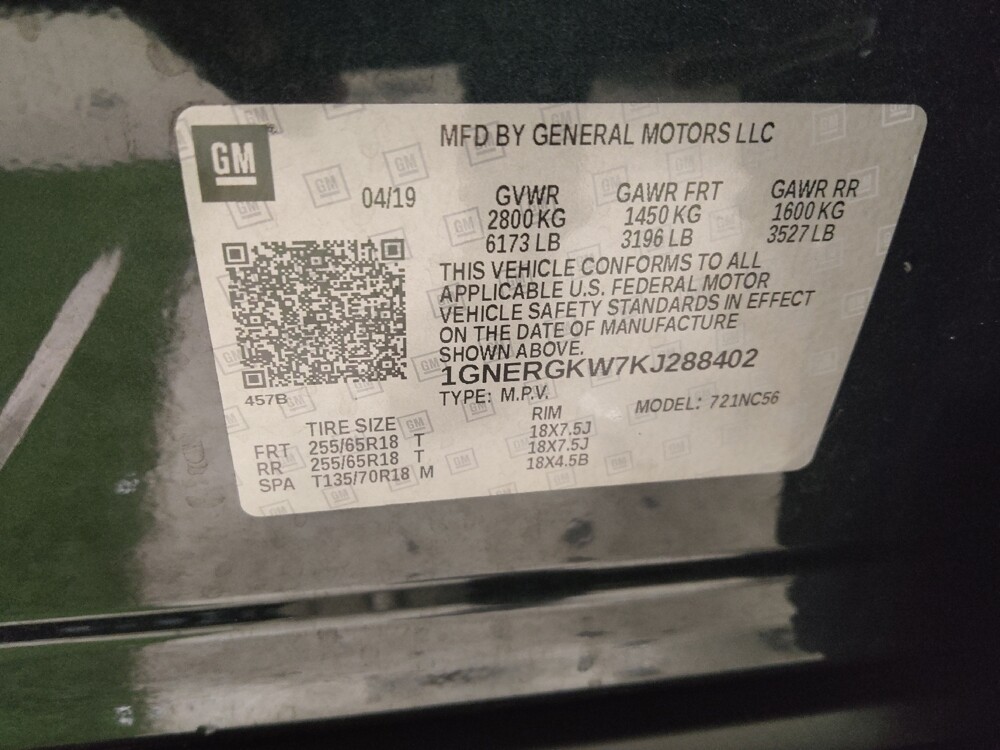 GM
MFD BY GENERAL MOTORS LLC
04/19
GVWR GAWR FRT GAWR RR
2800 KG 1450 KG 1600 KG
6173 LB 3196 LB 3527 LB
THIS VEHICLE CONFORMS TO ALL
APPLICABLE U.S. FEDERAL MOTOR
VEHICLE SAFETY STANDARDS IN EFFECT
ON THE DATE OF MANUFACTURE
SHOWN ABOVE.
1GNERGKW7KJ288402
457B
TYPE: M.P.V. MODEL: 721NC56
TIRE SIZE RIM
FRT 255/65R18 T 18X7.5J
RR 255/65R18 T 18X7.5J
SPA T135/70R18 M 18X4.5B